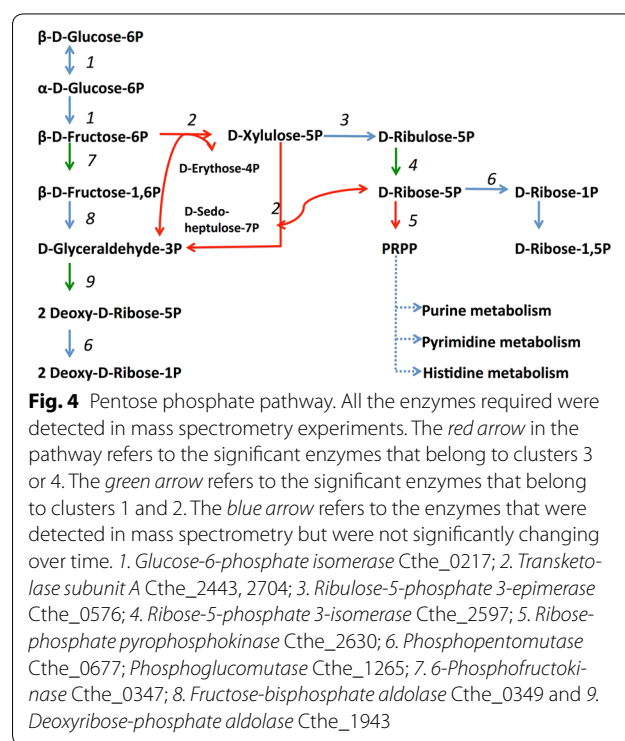 β-D-Glucose-6P
1
α-D-Glucose-6P
1
β-D-Fructose-6P 2 D-Xylulose-5P 3 D-Ribulose-5P
7 D-Erythose-4P 4
β-D-Fructose-1,6P D-Ribose-5P 6 D-Ribose-1P
8 D-Sedo-
heptulose-7P 2 5
D-Glyceraldehyde-3P PRPP D-Ribose-1,5P
9
2 Deoxy-D-Ribose-5P Purine metabolism
6 Pyrimidine metabolism
2 Deoxy-D-Ribose-1P Histidine metabolism
Fig. 4 Pentose phosphate pathway. All the enzymes required were
detected in mass spectrometry experiments. The red arrow in the
pathway refers to the significant enzymes that belong to clusters 3
or 4. The green arrow refers to the significant enzymes that belong
to clusters 1 and 2. The blue arrow refers to the enzymes that were
detected in mass spectrometry but were not significantly changing
over time. 1. Glucose-6-phosphate isomerase Cthe_0217; 2. Transketo-
lase subunit A Cthe_2443, 2704; 3. Ribulose-5-phosphate 3-epimerase
Cthe_0576; 4. Ribose-5-phosphate 3-isomerase Cthe_2597; 5. Ribose-
phosphate pyrophosphokinase Cthe_2630; 6. Phosphopentomutase
Cthe_0677; Phosphoglucomutase Cthe_1265; 7. 6-Phosphofructoki-
nase Cthe_0347; 8. Fructose-bisphosphate aldolase Cthe_0349 and 9.
Deoxyribose-phosphate aldolase Cthe_1943